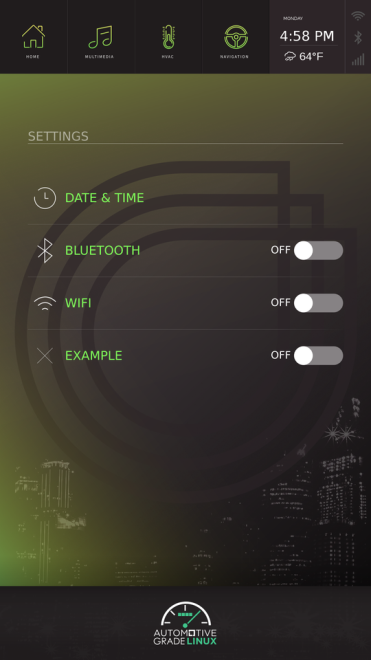 HOME
MULTIMEDIA
HVAC
NAVIGATION
MONDAY
4:58 PM
64°F
SETTINGS
DATE & TIME
BLUETOOTH OFF
WIFI OFF
EXAMPLE OFF
AUTOMOTIVE
GRADE LINUX